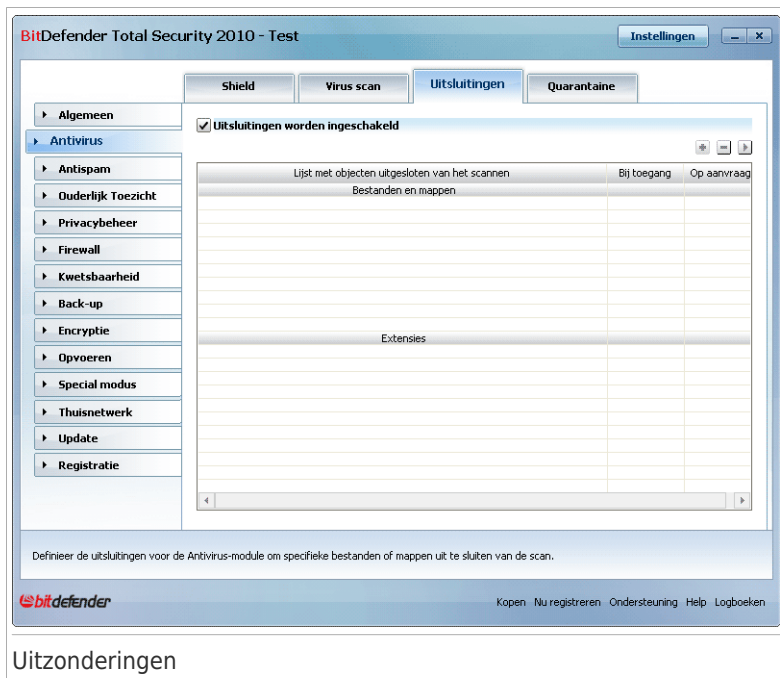 BitDefender Total Security 2010 - Test
Instellingen
Shield
Virus scan
Uitsluitingen
Quarantaine
Algemeen
Antivirus
Antispam
Ouderlijk Toezicht
Privacybeheer
Firewall
Kwetsbaarheid
Back-up
Encryptie
Opvoeren
Special modus
Thuisnetwerk
Update
Registratie
Uitsluitingen worden ingeschakeld
Lijst met objecten uitgesloten van het scannen Bij toegang Op aanvraag
Bestanden en mappen
Extensies
Definieer de uitsluitingen voor de Antivirus-module om specifieke bestanden of mappen uit te sluiten van de scan.
bitdefender
Kopen Nu registreren Ondersteuning Help Logboeken
Uitzonderingen